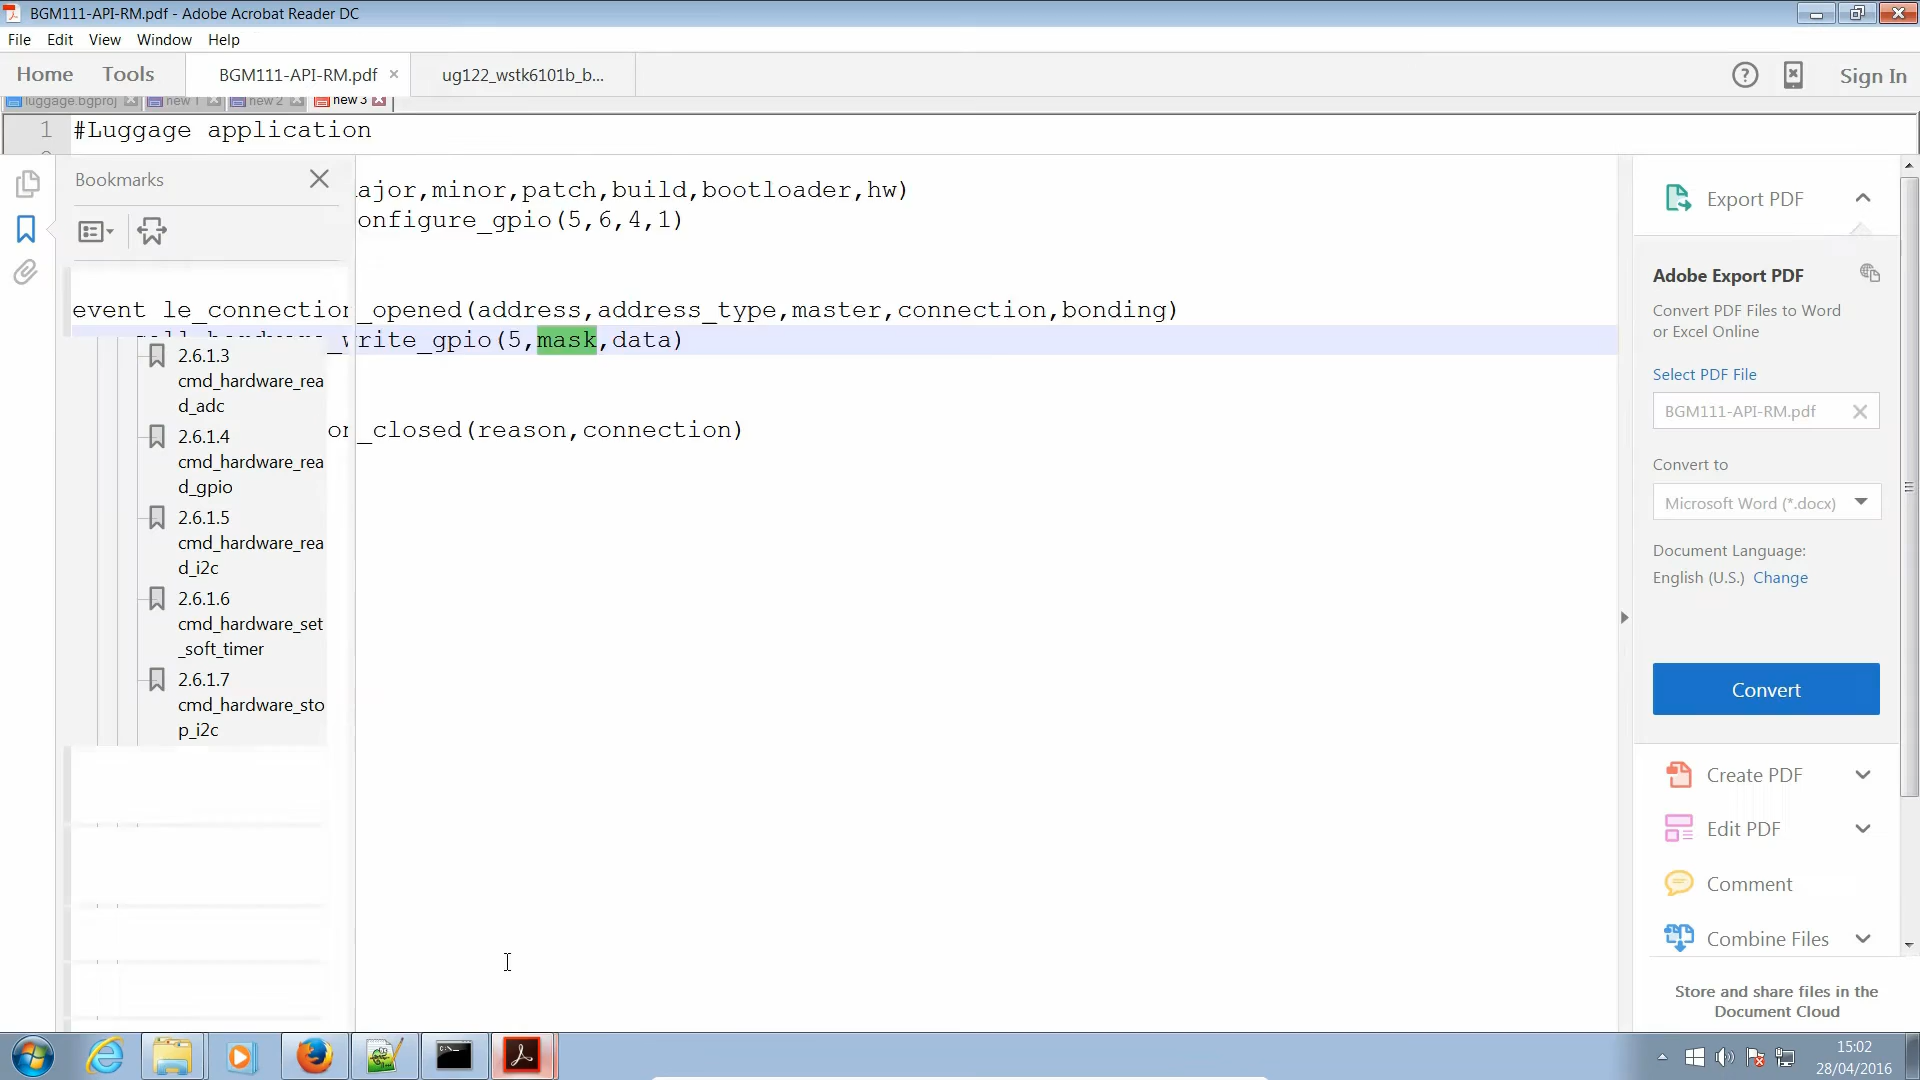 BGM111-API-RM.pdf - Adobe Acrobat Reader DC
File Edit View Window Help
Home Tools BGM111-API-RM.pdf × ug122_wstk6101b_b...
Sign In
luggage.bgproj new 1 new 2 new 3
1 #Luggage application
Bookmarks
ajor,minor,patch,build,bootloader,hw)
onfigure_gpio(5,6,4,1)
event le_connection_opened(address,address_type,master,connection,bonding)
_write_gpio(5,mask,data)
on_closed(reason,connection)
2.6.1.3
cmd_hardware_rea
d_adc
2.6.1.4
cmd_hardware_rea
d_gpio
2.6.1.5
cmd_hardware_rea
d_i2c
2.6.1.6
cmd_hardware_set
_soft_timer
2.6.1.7
cmd_hardware_sto
p_i2c
Export PDF
Adobe Export PDF
Convert PDF Files to Word
or Excel Online
Select PDF File
BGM111-API-RM.pdf
Convert to
Microsoft Word (*.docx)
Document Language:
English (U.S.) Change
Convert
Create PDF
Edit PDF
Comment
Combine Files
Store and share files in the
Document Cloud
15:02
28/04/2016